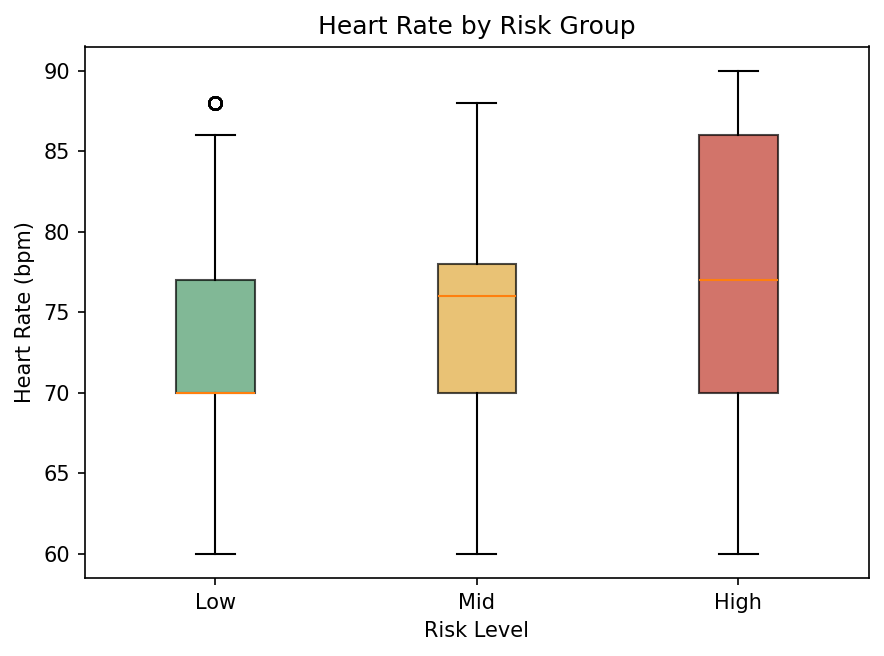 Heart Rate by Risk Group
Heart Rate (bpm)
90
85
80
75
70
65
60
Low Mid High
Risk Level